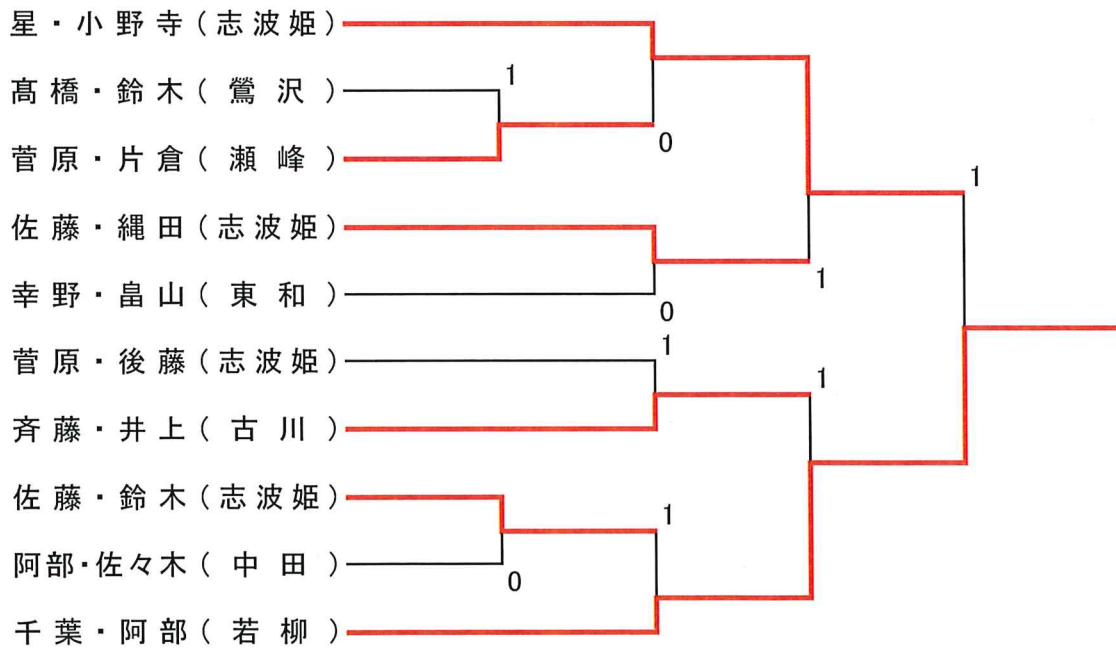 星・小野寺(志波姫)
髙橋・鈴木(鶯沢)
1
菅原・片倉(瀬峰)
0
1
佐藤・縄田(志波姫)
1
幸野・畠山(東和)
0
菅原・後藤(志波姫)
1
1
斉藤・井上(古川)
佐藤・鈴木(志波姫)
1
阿部・佐々木(中田)
0
千葉・阿部(若柳)